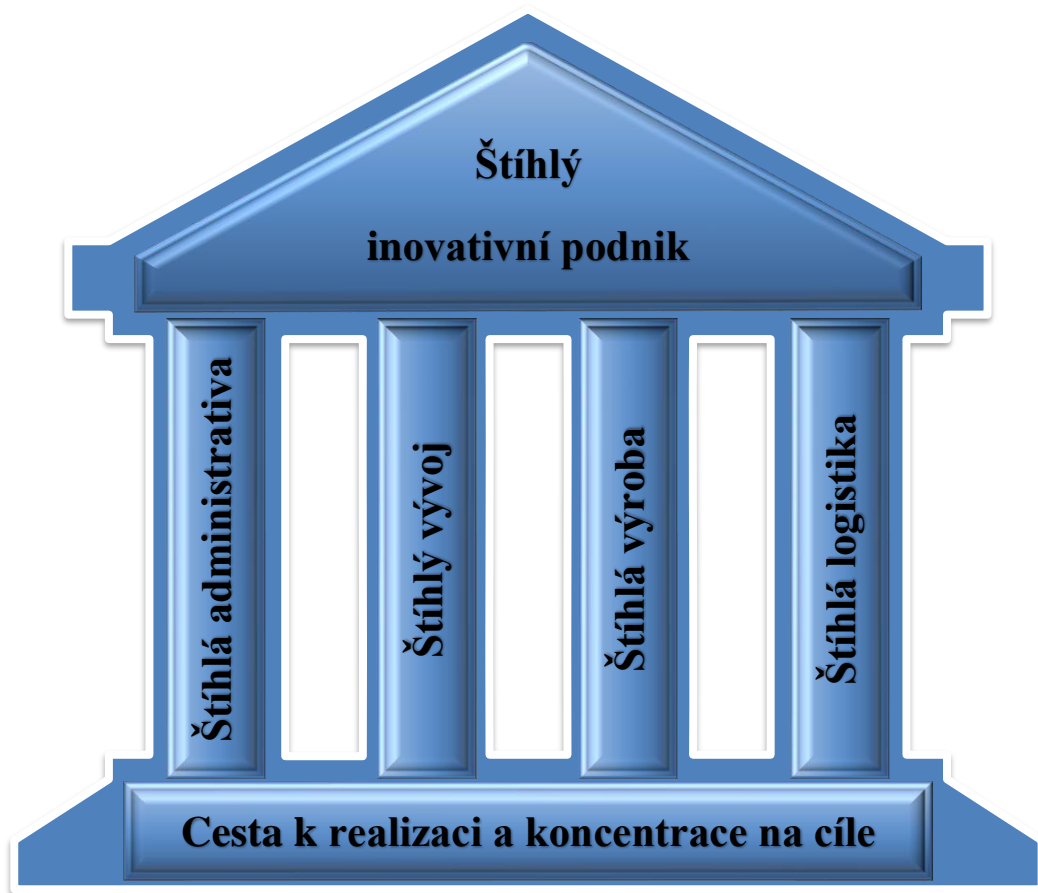 Štíhlý
inovativní podnik
Štíhlá administrativa
Štíhlý vývoj
Štíhlá výroba
Štíhlá logistika
Cesta k realizaci a koncentrace na cíle